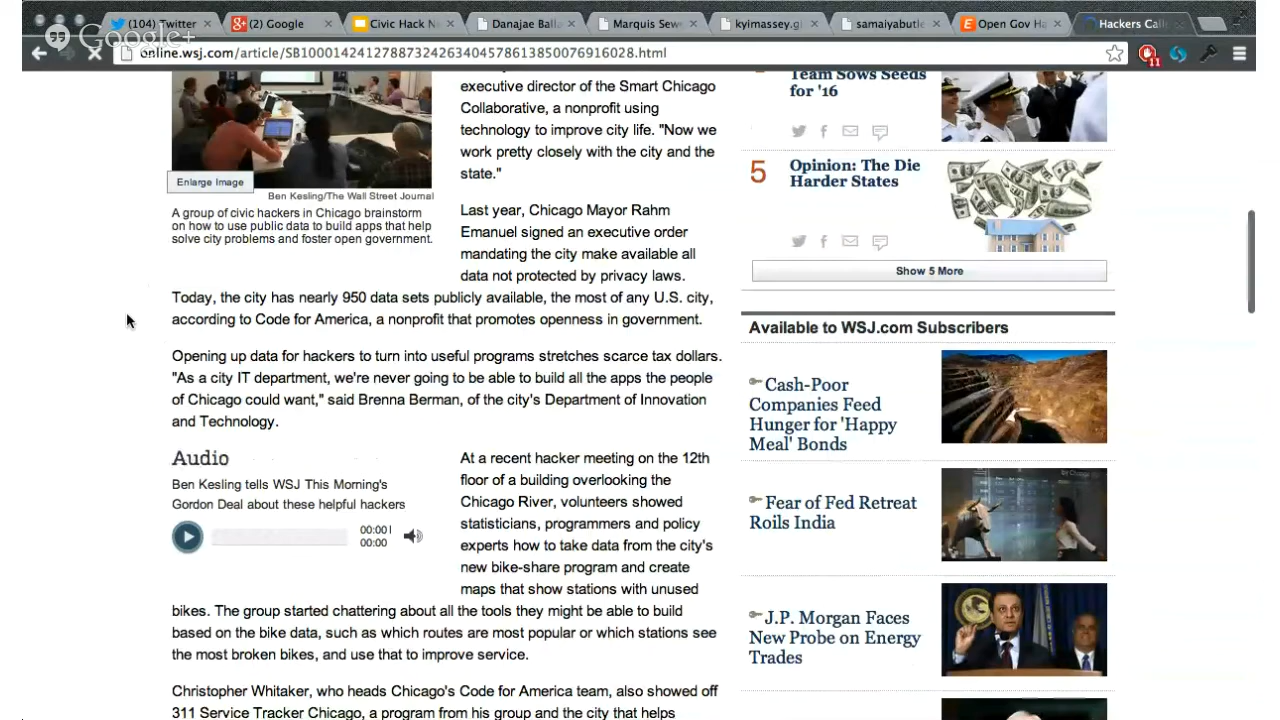 (104) Twitter
(2) Google
Civic Hack N
Danajae Ball
Marquis Sew
kyimassey.gi
samaiyabutle
Open Gov Ha
Hackers Call
Google+
online.wsj.com/article/SB10001424127887324263404578613850076916028.html
11
executive director of the Smart Chicago
Collaborative, a nonprofit using
technology to improve city life. "Now we
work pretty closely with the city and the
state."
Enlarge Image
Ben Kesling/The Wall Street Journal
A group of civic hackers in Chicago brainstorm
on how to use public data to build apps that help
solve city problems and foster open government.
Last year, Chicago Mayor Rahm
Emanuel signed an executive order
mandating the city make available all
data not protected by privacy laws.
Today, the city has nearly 950 data sets publicly available, the most of any U.S. city,
according to Code for America, a nonprofit that promotes openness in government.
Opening up data for hackers to turn into useful programs stretches scarce tax dollars.
"As a city IT department, we're never going to be able to build all the apps the people
of Chicago could want," said Brenna Berman, of the city's Department of Innovation
and Technology.
Audio
Ben Kesling tells WSJ This Morning's
Gordon Deal about these helpful hackers
00:00
00:00
At a recent hacker meeting on the 12th
floor of a building overlooking the
Chicago River, volunteers showed
statisticians, programmers and policy
experts how to take data from the city's
new bike-share program and create
maps that show stations with unused
bikes. The group started chattering about all the tools they might be able to build
based on the bike data, such as which routes are most popular or which stations see
the most broken bikes, and use that to improve service.
Christopher Whitaker, who heads Chicago's Code for America team, also showed off
311 Service Tracker Chicago, a program from his group and the city that helps
Team Sows Seeds
for '16
5
Opinion: The Die
Harder States
Show 5 More
Available to WSJ.com Subscribers
Cash-Poor
Companies Feed
Hunger for 'Happy
Meal' Bonds
Fear of Fed Retreat
Roils India
J.P. Morgan Faces
New Probe on Energy
Trades